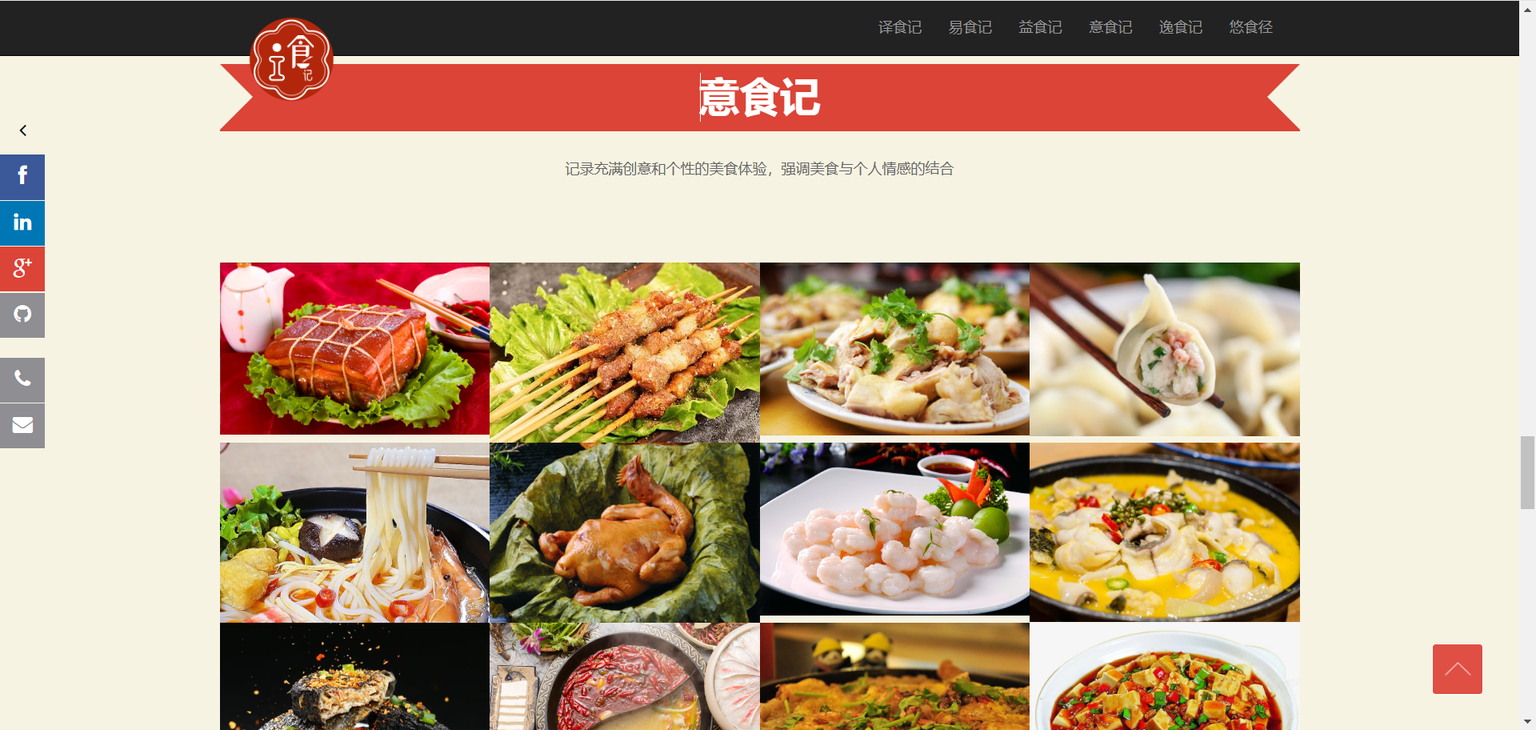 i食记
译食记 易食记 益食记 意食记 逸食记 悠食径
意食记
记录充满创意和个性的美食体验，强调美食与个人情感的结合
f
in
g+